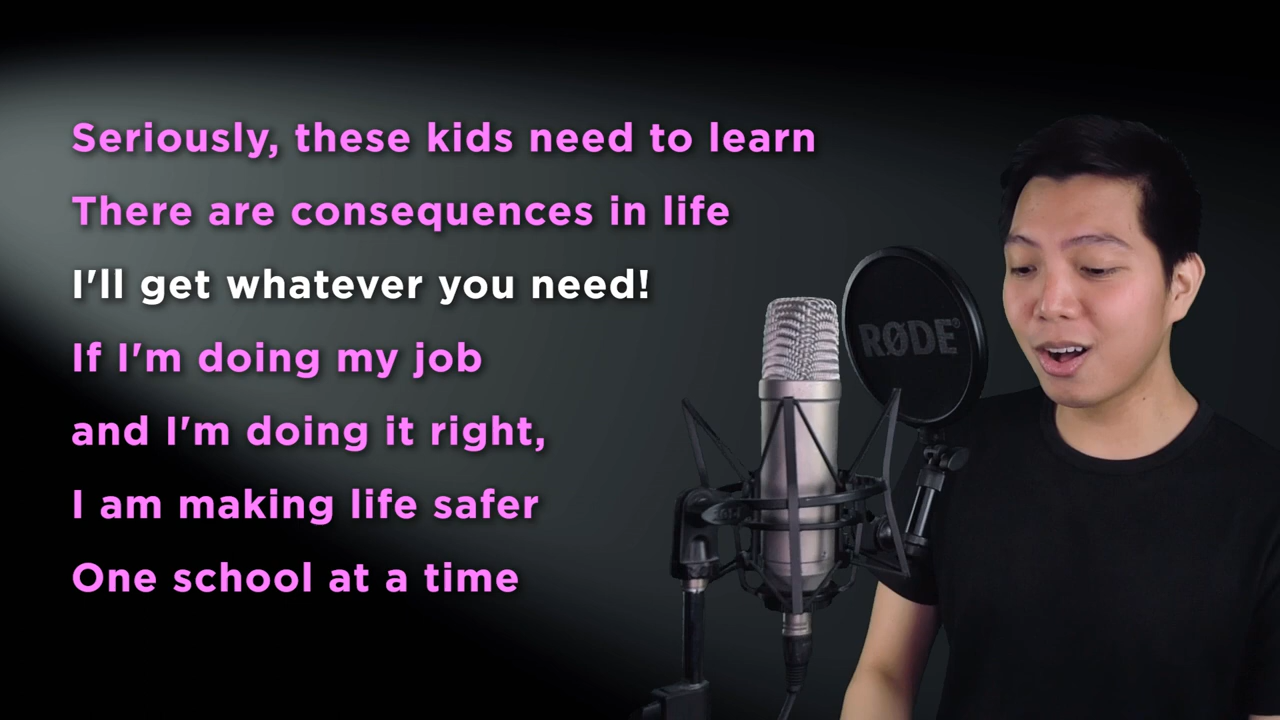 Seriously, these kids need to learn
There are consequences in life
I'll get whatever you need!
If I'm doing my job
and I'm doing it right,
I am making life safer
One school at a time
RØDE®